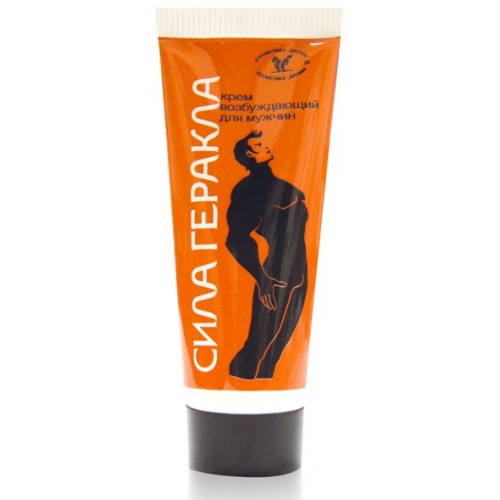 СИЛА ГЕРАКЛА
крем
возбуждающий
для мужчин